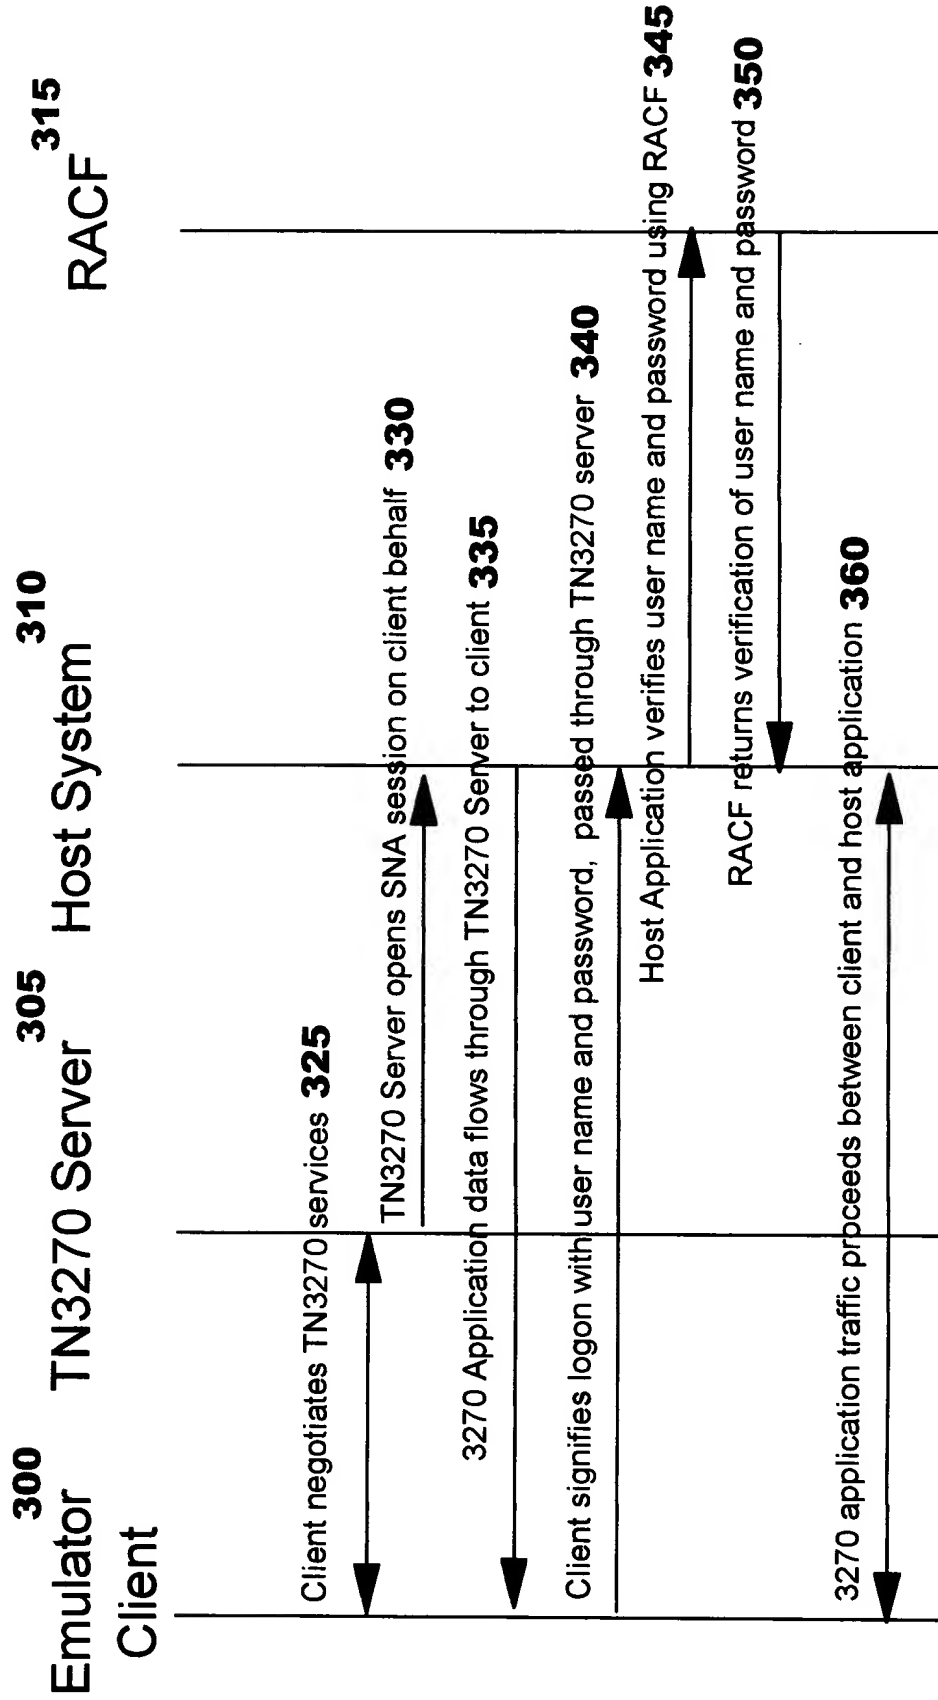 300
Emulator
Client
305
TN3270 Server
310
Host System
315
RACF
Client negotiates TN3270 services 325
TN3270 Server opens SNA session on client behalf 330
3270 Application data flows through TN3270 Server to client 335
Client signifies logon with user name and password, passed through TN3270 server 340
Host Application verifies user name and password using RACF 345
RACF returns verification of user name and password 350
3270 application traffic proceeds between client and host application 360